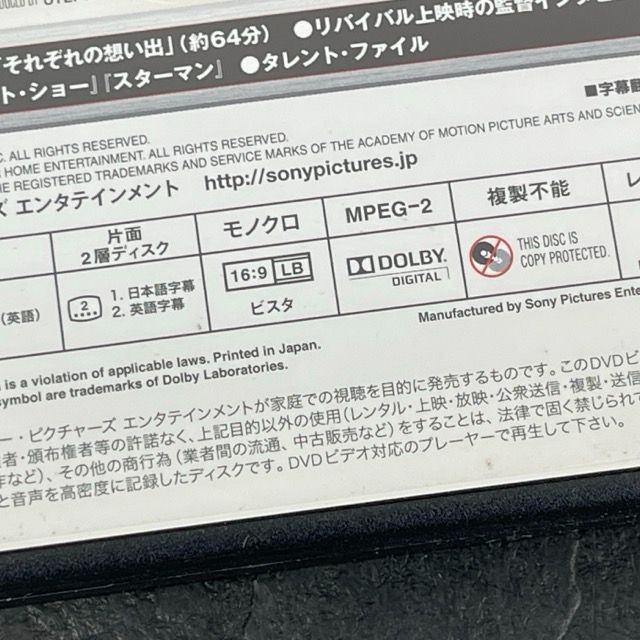 「それぞれの想い出」(約64分) ●リバイバル上映時の監督インタビュー
ト・ショー』『スターマン』 ●タレント・ファイル
■字幕翻
C. ALL RIGHTS RESERVED.
HOME ENTERTAINMENT. ALL RIGHTS RESERVED.
REGISTERED TRADEMARKS AND SERVICE MARKS OF THE ACADEMY OF MOTION PICTURE ARTS AND SCIEN
ズ エンタテインメント http://sonypictures.jp
片面
2層ディスク
モノクロ
MPEG-2
複製不能
レ
(英語)
2
1. 日本語字幕
2. 英語字幕
16:9 LB
ビスタ
DOLBY
DIGITAL
THIS DISC IS
COPY PROTECTED.
Manufactured by Sony Pictures Ente
is a violation of applicable laws. Printed in Japan.
symbol are trademarks of Dolby Laboratories.
ー・ピクチャーズ エンタテインメントが家庭での視聴を目的に発売するものです。このDVDビ
者・頒布権者等の許諾なく、上記目的以外の使用(レンタル・上映・放映・公衆送信・複製・送信
など)、その他の商行為(業者間の流通、中古販売など)をすることは、法律で固く禁じられて
と音声を高密度に記録したディスクです。DVDビデオ対応のプレーヤーで再生して下さい。